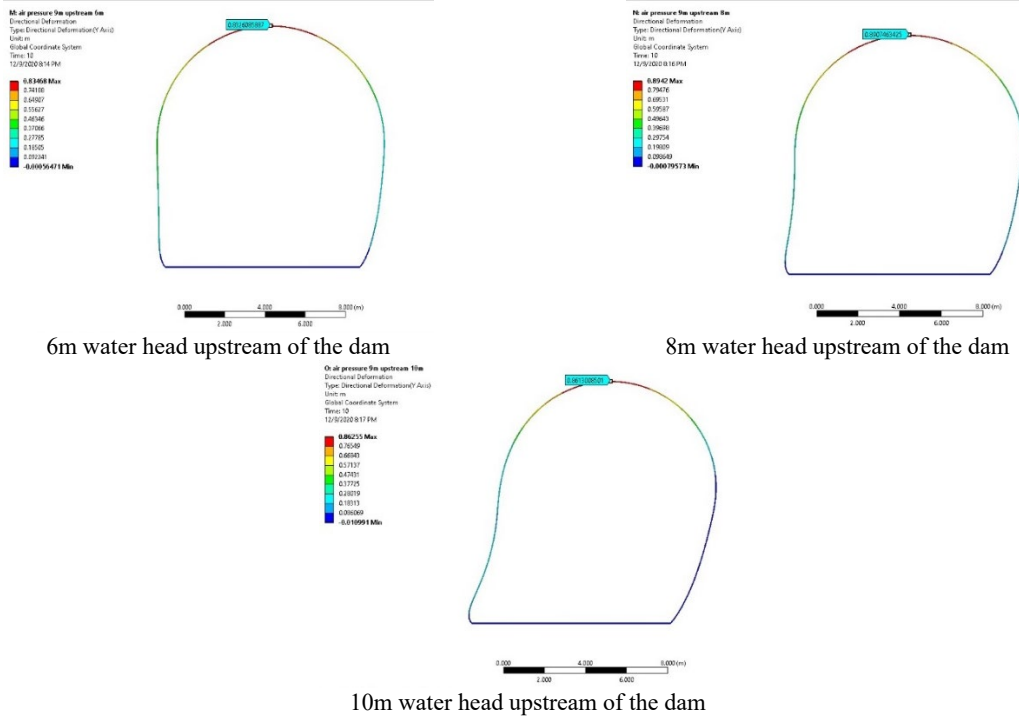 M: air pressure 9m upstream 6m
Directional Deformation
Type: Directional Deformation(Y Axis)
Unit: m
Global Coordinate System
Time: 10
12/9/2020 8:14 PM
0.83468 Max
0.55627
0.46346
0.37066
0.27785
0.18505
0.092841
-0.00056471 Min
0.000
4.000
8.000 (m)
2.000
6.000
6m water head upstream of the dam
N: air pressure 9m upstream 8m
Directional Deformation
Type: Directional Deformation(Y Axis)
Unit: m
Global Coordinate System
Time: 10
12/9/2020 8:16 PM
0.8942 Max
0.79476
0.69531
0.59587
0.49643
0.39698
0.29754
0.098649
-0.00079573 Min
0.000
4.000
8.000 (m)
2.000
6.000
8m water head upstream of the dam
O: air pressure 9m upstream 10m
Directional Deformation
Type: Directional Deformation(Y Axis)
Unit: m
Global Coordinate System
Time: 10
12/9/2020 8:17 PM
0.86255 Max
0.76549
0.66843
0.57137
0.47431
0.37725
0.28019
0.18313
0.086069
-0.010991 Min
0.000
4.000
8.000 (m)
2.000
6.000
10m water head upstream of the dam